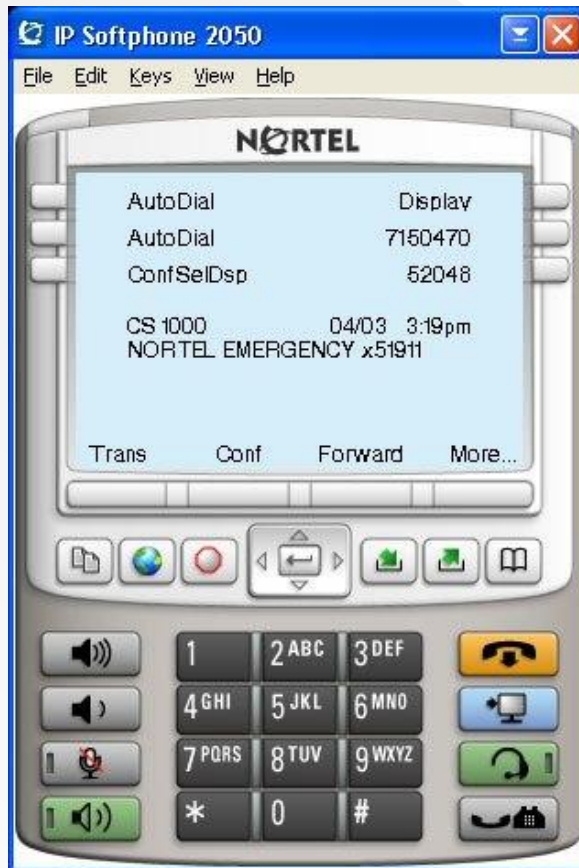 IP Softphone 2050
File Edit Keys View Help
NORTEL
AutoDial Display
AutoDial 7150470
ConfSelDsp 52048
CS 1000 04/03 3:19pm
NORTEL EMERGENCY x51911
Trans Conf Forward More...
1 2 ABC 3 DEF
4 GHI 5 JKL 6 MNO
7 PQRS 8 TUV 9 WXYZ
* 0 #